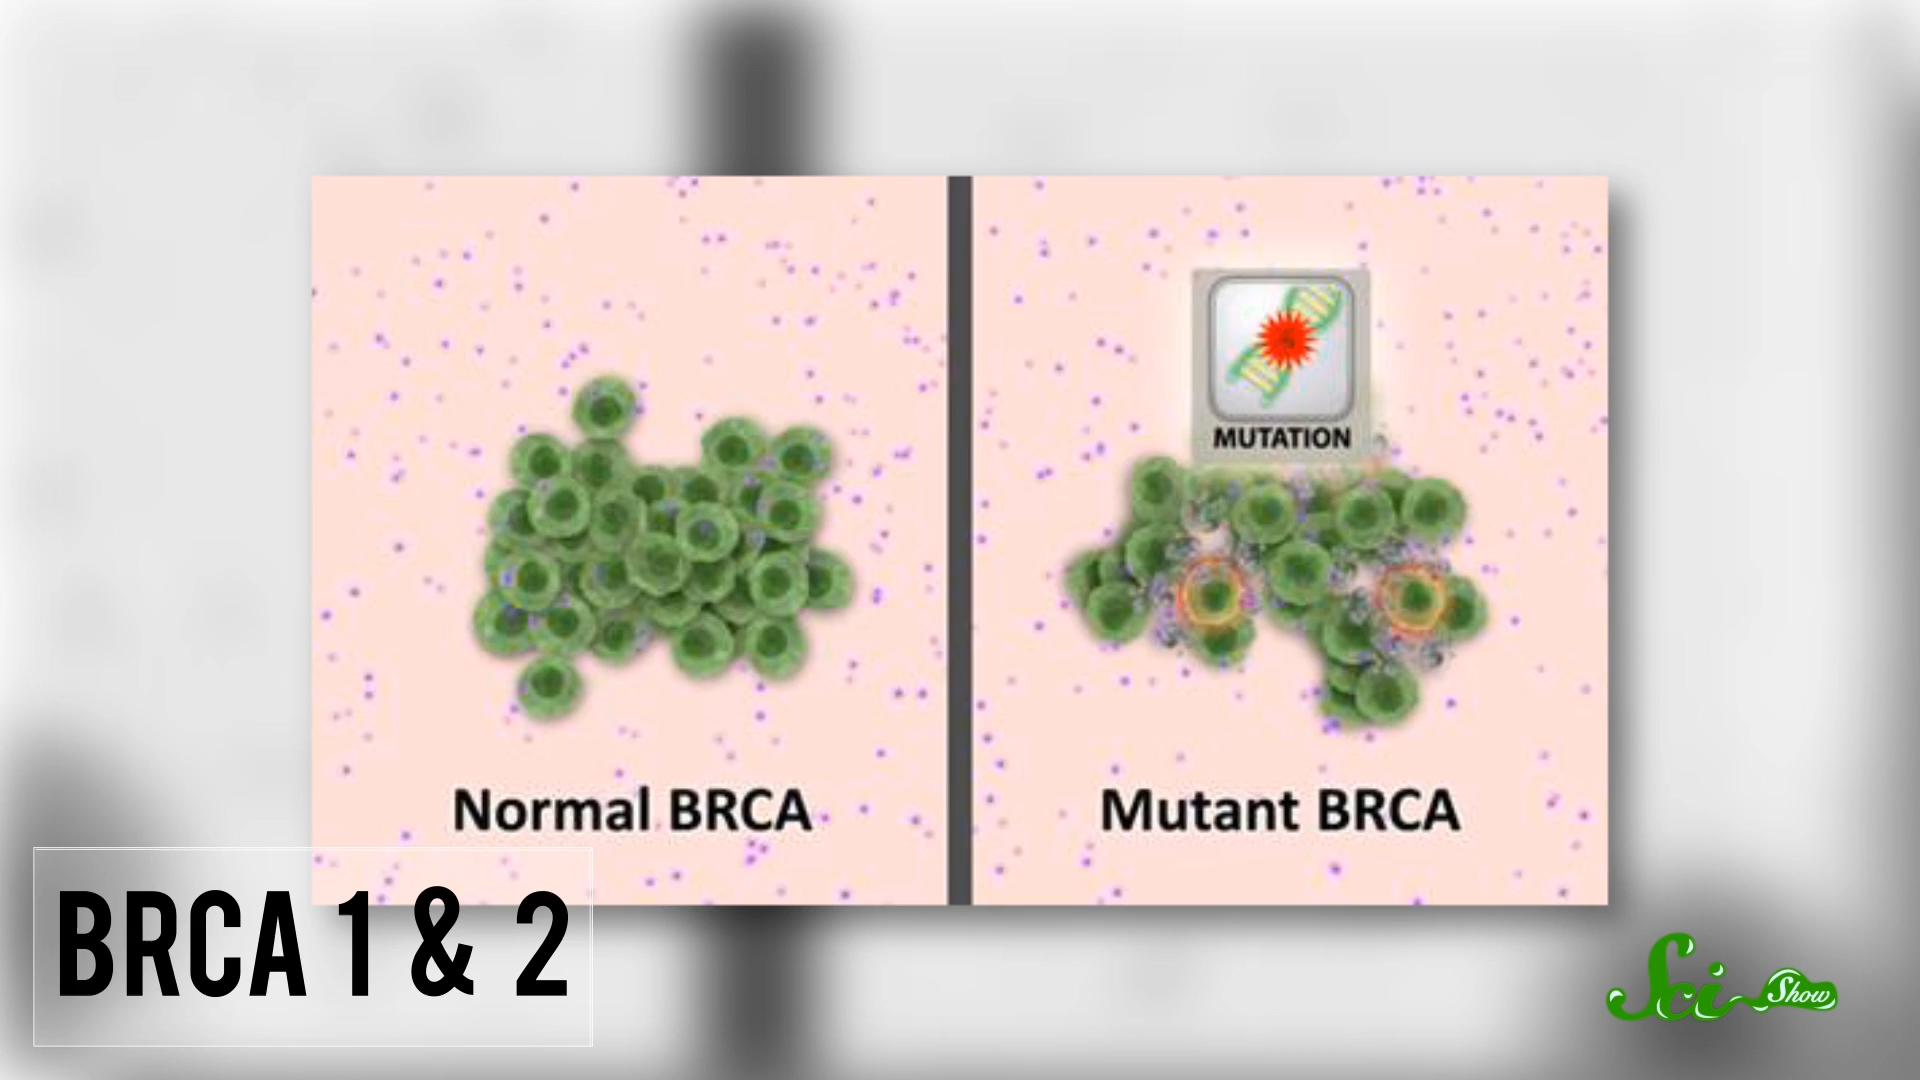 MUTATION
Normal BRCA
Mutant BRCA
BRCA 1 & 2
Sci Show